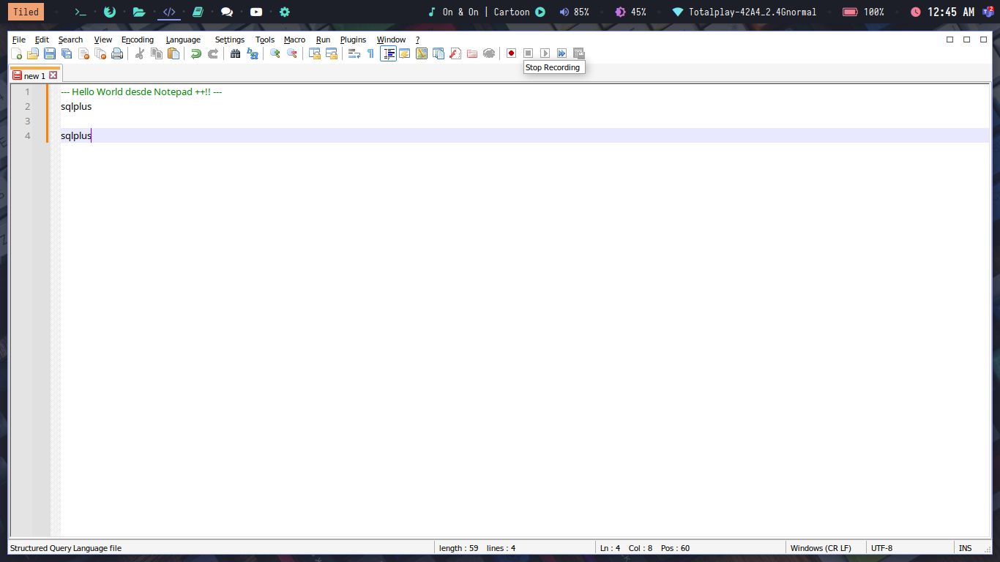 Tiled
On & On | Cartoon
85%
45%
Totalplay-42A4_2.4Gnormal
100%
12:45 AM
2
File Edit Search View Encoding Language Settings Tools Macro Run Plugins Window ?
Stop Recording
new 1
1 --- Hello World desde Notepad ++!! ---
2 sqlplus
3
4 sqlplus
Structured Query Language file
length : 59 lines : 4
Ln : 4 Col : 8 Pos : 60
Windows (CR LF)
UTF-8
INS